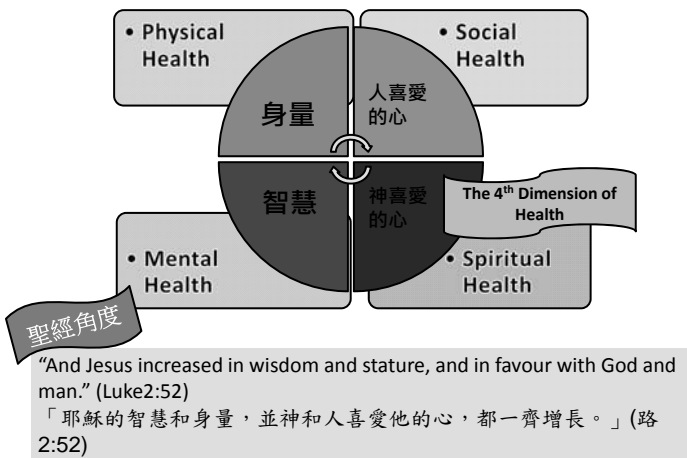 • Physical
Health
• Social
Health
身量
人喜愛
的心
智慧
神喜愛
的心
The 4th Dimension of
Health
• Mental
Health
• Spiritual
Health
聖經角度
“And Jesus increased in wisdom and stature, and in favour with God and
man.” (Luke2:52)
「耶穌的智慧和身量，並神和人喜愛他的心，都一齊增長。」(路
2:52)